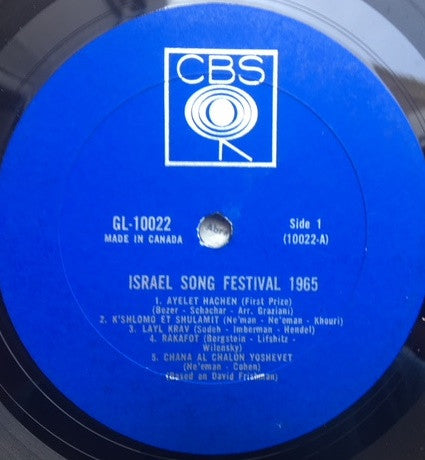 CBS
GL-10022
MADE IN CANADA
Side 1
(10022-A)
ISRAEL SONG FESTIVAL 1965
1. AYELET HACHEN (First Prize)
(Bezer - Schachar - Arr. Graziani)
2. K'SHLOMO ET SHULAMIT (Ne'man - Ne'eman - Khouri)
3. LAYL KRAV (Sudeh - Imberman - Hendel)
4. RAKAFOT (Bergstein - Lifshitz -
Wilensky)
5. CHANA AL CHALON YOSHEVET
(Ne'eman - Cohen)
(Based on David Frishman)